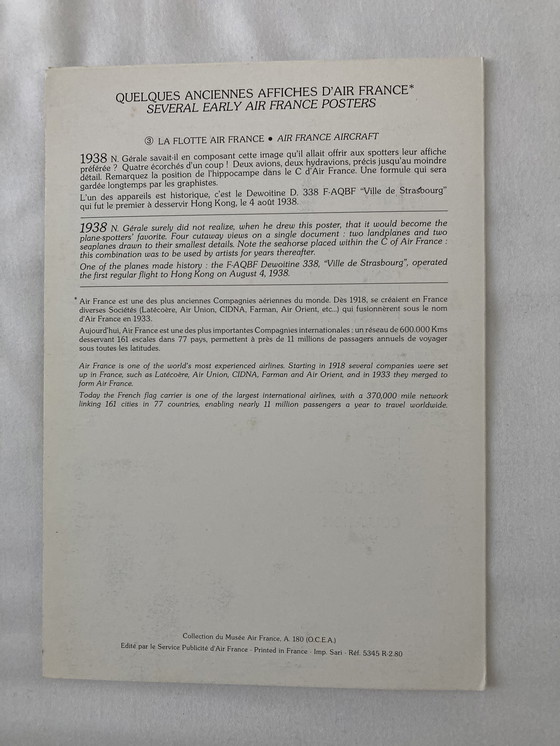 QUELQUES ANCIENNES AFFICHES D'AIR FRANCE*
SEVERAL EARLY AIR FRANCE POSTERS
③ LA FLOTTE AIR FRANCE ● AIR FRANCE AIRCRAFT
1938 N. Gérale savait-il en composant cette image qu'il allait offrir aux spotters leur affiche
préférée ? Quatre écorchés d'un coup ! Deux avions, deux hydravions, précis jusqu'au moindre
détail. Remarquez la position de l'hippocampe dans le C d'Air France. Une formule qui sera
gardée longtemps par les graphistes.
L'un des appareils est historique, c'est le Dewoitine D. 338 F-AQBF "Ville de Strasbourg"
qui fut le premier à desservir Hong Kong, le 4 août 1938.
1938 N. Gérale surely did not realize, when he drew this poster, that it would become the
plane-spotters' favorite. Four cutaway views on a single document : two landplanes and two
seaplanes drawn to their smallest details. Note the seahorse placed within the C of Air France :
this combination was to be used by artists for years thereafter.
One of the planes made history : the F-AQBF Dewoitine 338, "Ville de Strasbourg", operated
the first regular flight to Hong Kong on August 4, 1938.
* Air France est une des plus anciennes Compagnies aériennes du monde. Dès 1918, se créaient en France
diverses Sociétés (Latécoère, Air Union, CIDNA, Farman, Air Orient, etc...) qui fusionnèrent sous le nom
d'Air France en 1933.
Aujourd'hui, Air France est une des plus importantes Compagnies internationales : un réseau de 600.000 Kms
desservant 161 escales dans 77 pays, permettent à près de 11 millions de passagers annuels de voyager
sous toutes les latitudes.
Air France is one of the world's most experienced airlines. Starting in 1918 several companies were set
up in France, such as Latécoère, Air Union, CIDNA, Farman and Air Orient, and in 1933 they merged to
form Air France.
Today the French flag carrier is one of the largest international airlines, with a 370,000 mile network
linking 161 cities in 77 countries, enabling nearly 11 million passengers a year to travel worldwide.
Collection du Musée Air France, A. 180 (O.C.E.A.)
Edité par le Service Publicité d'Air France - Printed in France - Imp. Sari - Réf. 5345 R-2.80